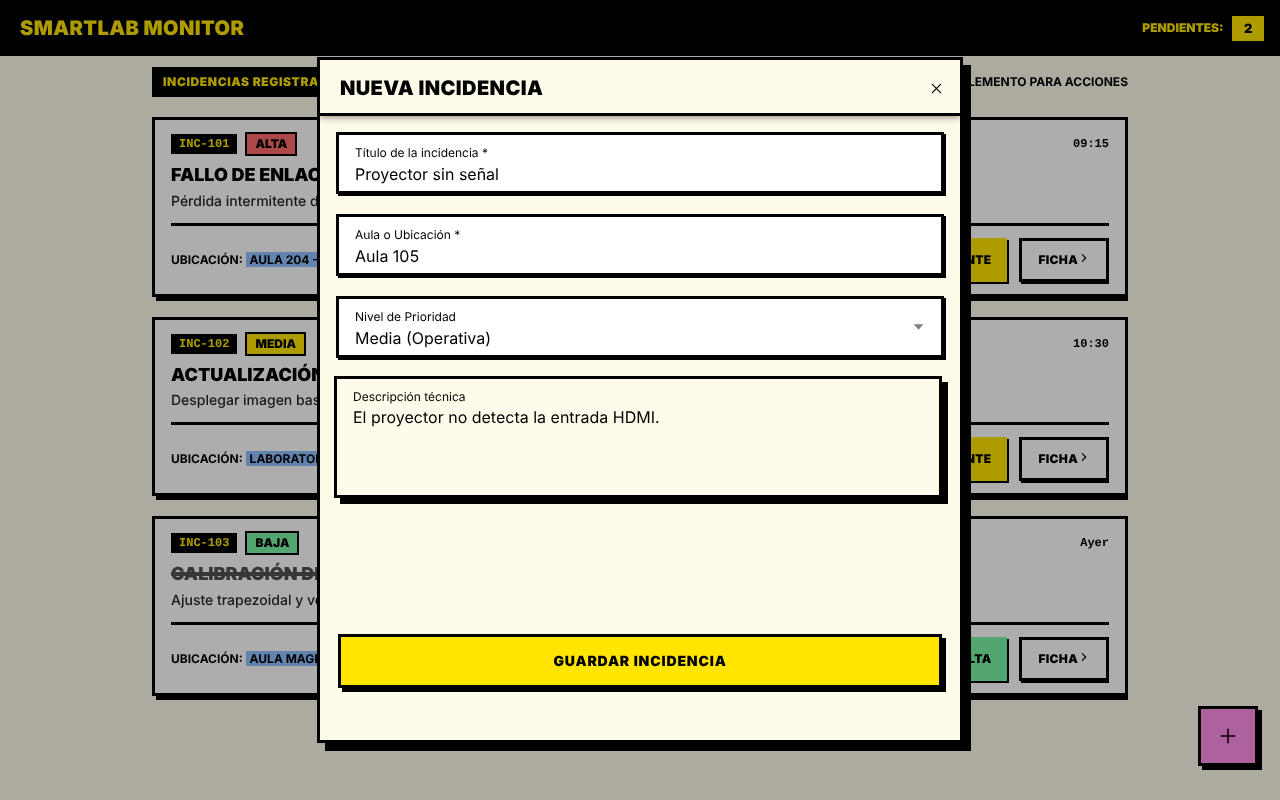 SMARTLAB MONITOR
PENDIENTES: 2
INCIDENCIAS REGISTRA
LEMENTO PARA ACCIONES
NUEVA INCIDENCIA
Título de la incidencia *
Proyector sin señal
Aula o Ubicación *
Aula 105
Nivel de Prioridad
Media (Operativa)
Descripción técnica
El proyector no detecta la entrada HDMI.
GUARDAR INCIDENCIA
INC-101 ALTA 09:15
FALLO DE ENLAC
Pérdida intermitente d
UBICACIÓN: AULA 204 - NTE FICHA
INC-102 MEDIA 10:30
ACTUALIZACIÓN
Desplegar imagen bas
UBICACIÓN: LABORATOR NTE FICHA
INC-103 BAJA Ayer
CALIBRACIÓN DE
Ajuste trapezoidal y ve
UBICACIÓN: AULA MAG LTA FICHA